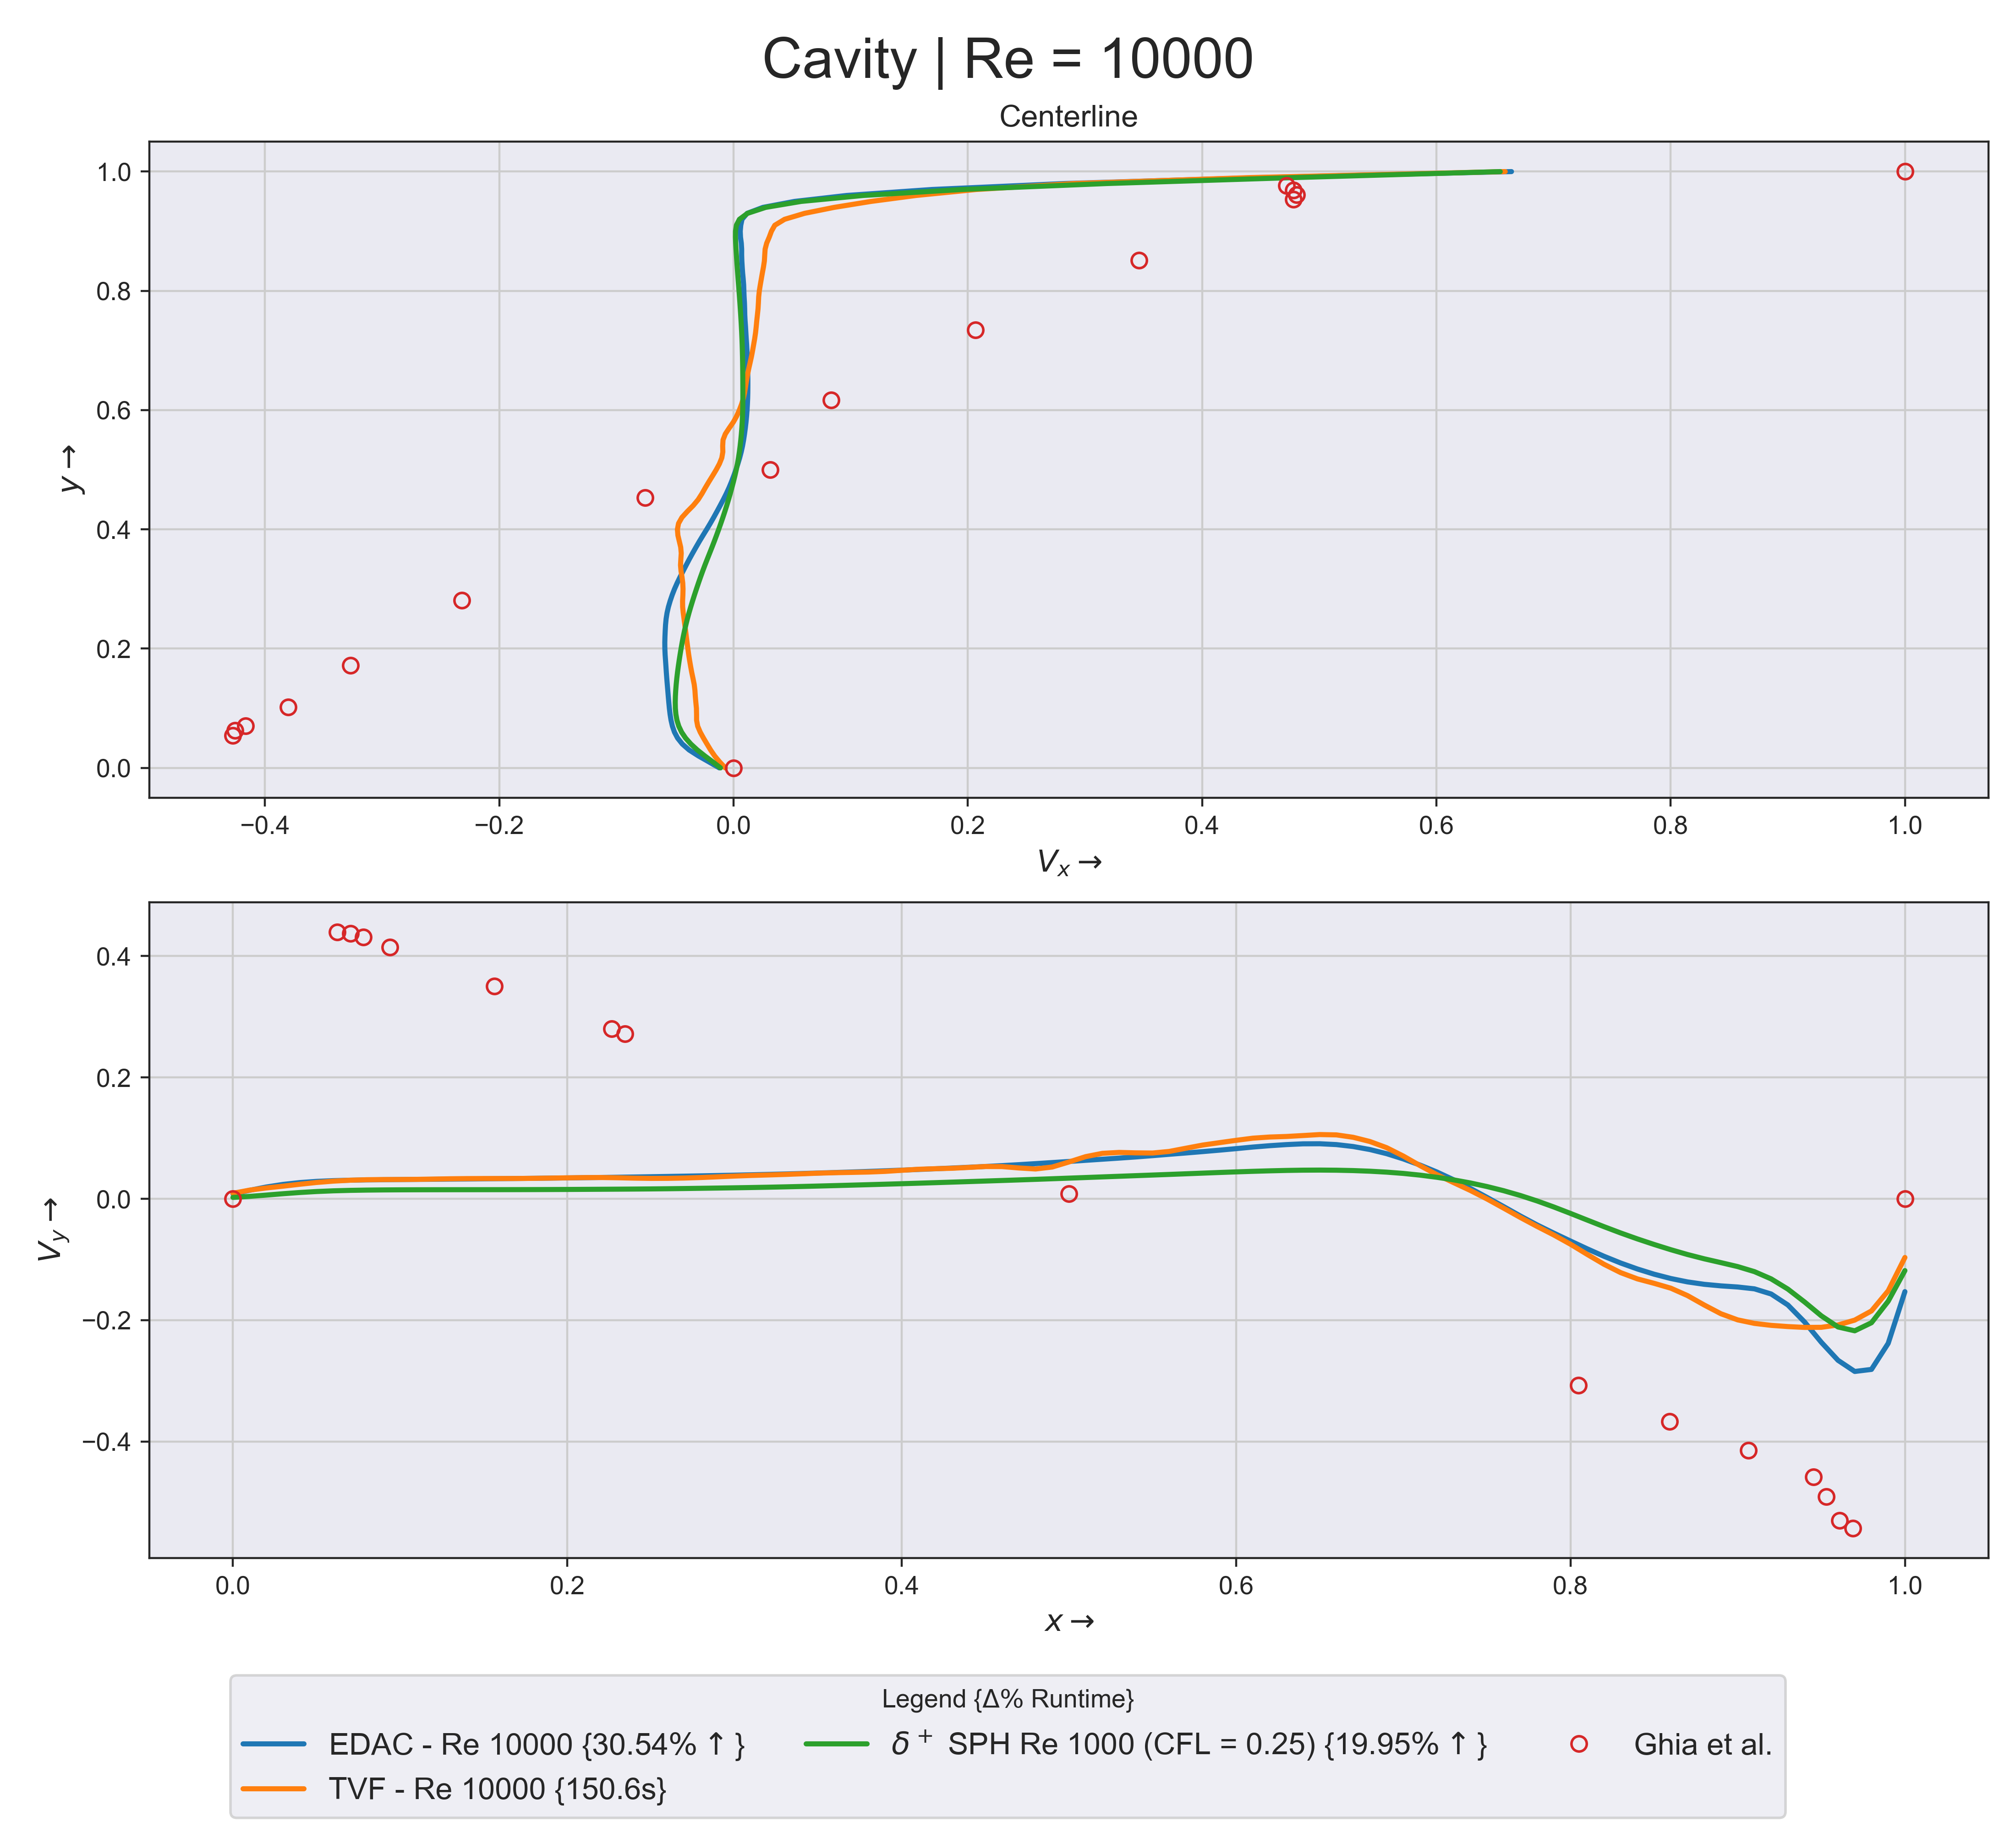 Cavity | Re = 10000
Centerline
1.0
0.8
0.6
0.4
0.2
0.0
y →
−0.4 −0.2 0.0 0.2 0.4 0.6 0.8 1.0
Vₓ →
0.4
0.2
0.0
−0.2
−0.4
V_y →
0.0 0.2 0.4 0.6 0.8 1.0
x →
Legend {Δ% Runtime}
EDAC - Re 10000 {30.54% ↑ }
TVF - Re 10000 {150.6s}
δ⁺ SPH Re 1000 (CFL = 0.25) {19.95% ↑ }
Ghia et al.